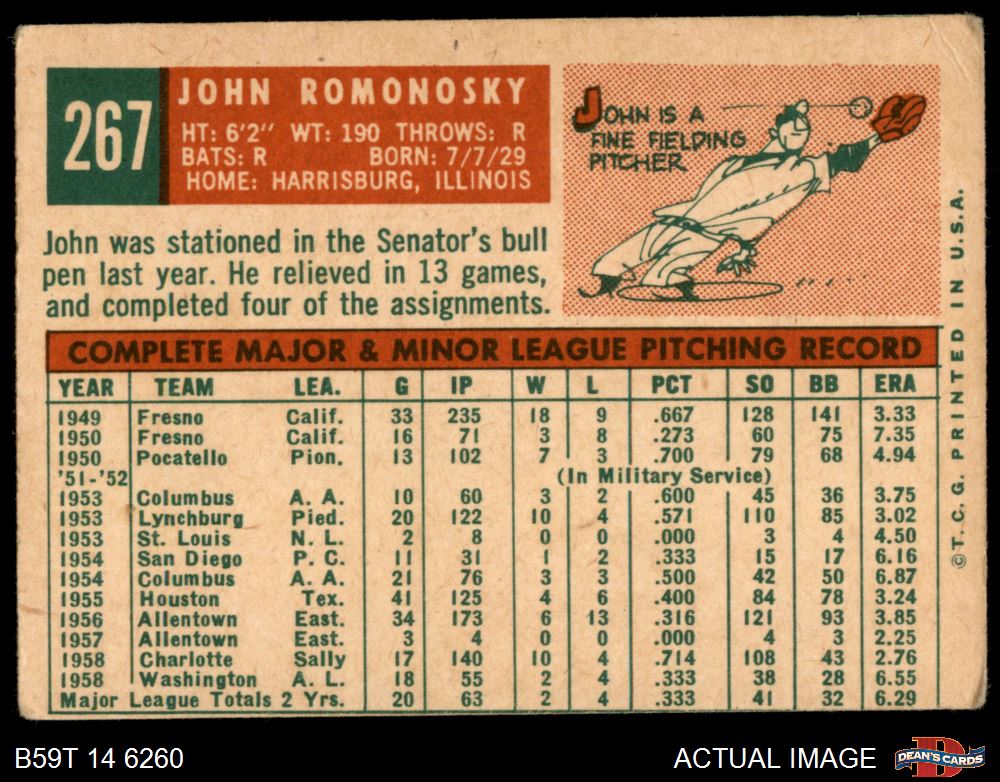 267
JOHN ROMONOSKY
HT: 6'2" WT: 190 THROWS: R
BATS: R BORN: 7/7/29
HOME: HARRISBURG, ILLINOIS
JOHN IS A
FINE FIELDING
PITCHER
John was stationed in the Senator's bull
pen last year. He relieved in 13 games,
and completed four of the assignments.
COMPLETE MAJOR & MINOR LEAGUE PITCHING RECORD
YEAR TEAM LEA. G IP W L PCT SO BB ERA
1949 Fresno Calif. 33 235 18 9 .667 128 141 3.33
1950 Fresno Calif. 16 71 3 8 .273 60 75 7.35
1950 Pocatello Pion. 13 102 7 3 .700 79 68 4.94
'51-'52 (In Military Service)
1953 Columbus A. A. 10 60 3 2 .600 45 36 3.75
1953 Lynchburg Pied. 20 122 10 4 .571 110 85 3.02
1953 St. Louis N. L. 2 8 0 0 .000 3 4 4.50
1954 San Diego P. C. 11 31 1 2 .333 15 17 6.16
1954 Columbus A. A. 21 76 3 3 .500 42 50 6.87
1955 Houston Tex. 41 125 4 6 .400 84 78 3.24
1956 Allentown East. 34 173 6 13 .316 121 93 3.85
1957 Allentown East. 3 4 0 0 .000 4 3 2.25
1958 Charlotte Sally 17 140 10 4 .714 108 43 2.76
1958 Washington A. L. 18 55 2 4 .333 38 28 6.55
Major League Totals 2 Yrs. 20 63 2 4 .333 41 32 6.29
© T. C. G. PRINTED IN U.S.A.
B59T 14 6260
ACTUAL IMAGE
DEAN'S CARDS